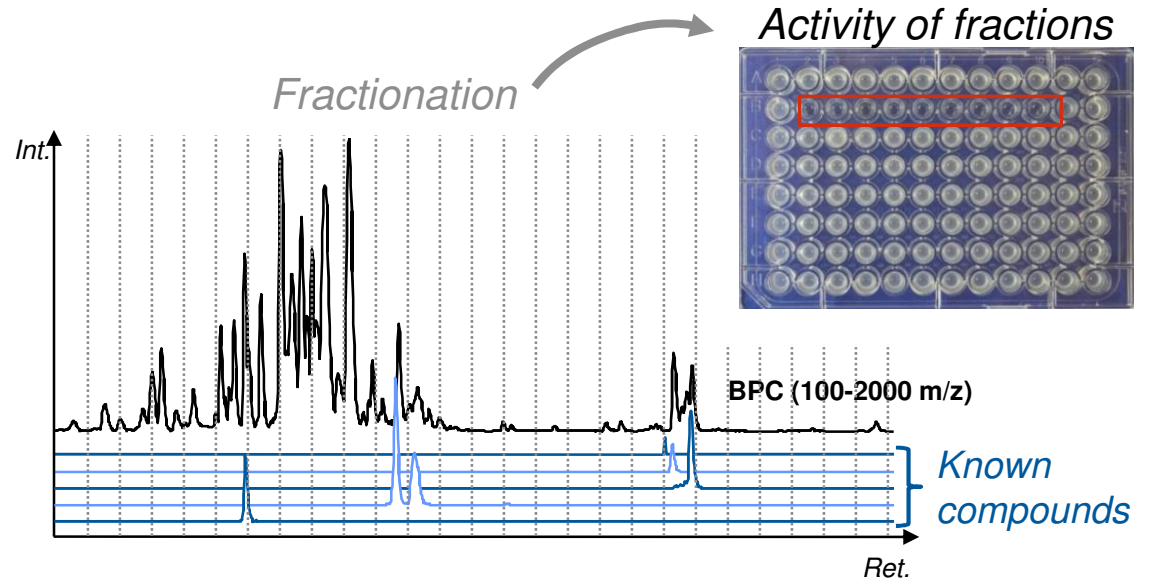 Activity of fractions
Fractionation
Int.
BPC (100-2000 m/z)
Known
compounds
Ret.